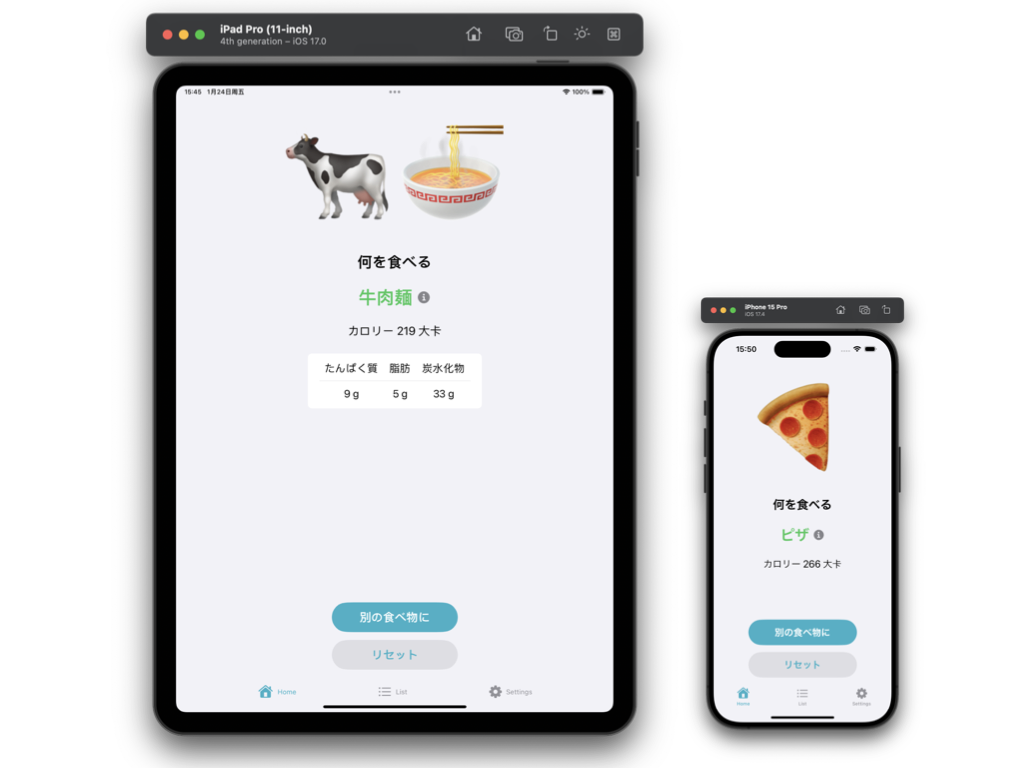 iPad Pro (11-inch)
4th generation – iOS 17.0
15:45 1月24日周五
100%
何を食べる
牛肉麺
カロリー 219 大卡
たんぱく質 脂肪 炭水化物
9 g 5 g 33 g
別の食べ物に
リセット
Home List Settings
iPhone 15 Pro
iOS 17.4
15:50
何を食べる
ピザ
カロリー 266 大卡
別の食べ物に
リセット
Home List Settings